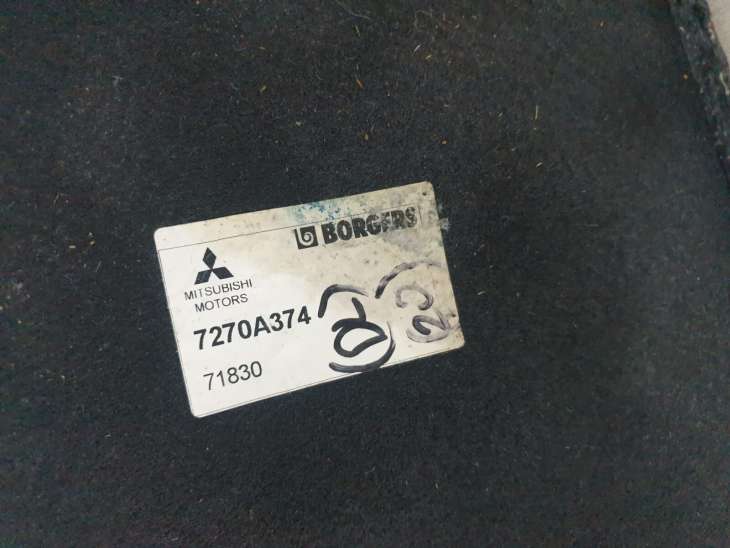 BORGERS
MITSUBISHI
MOTORS
7270A374
71830